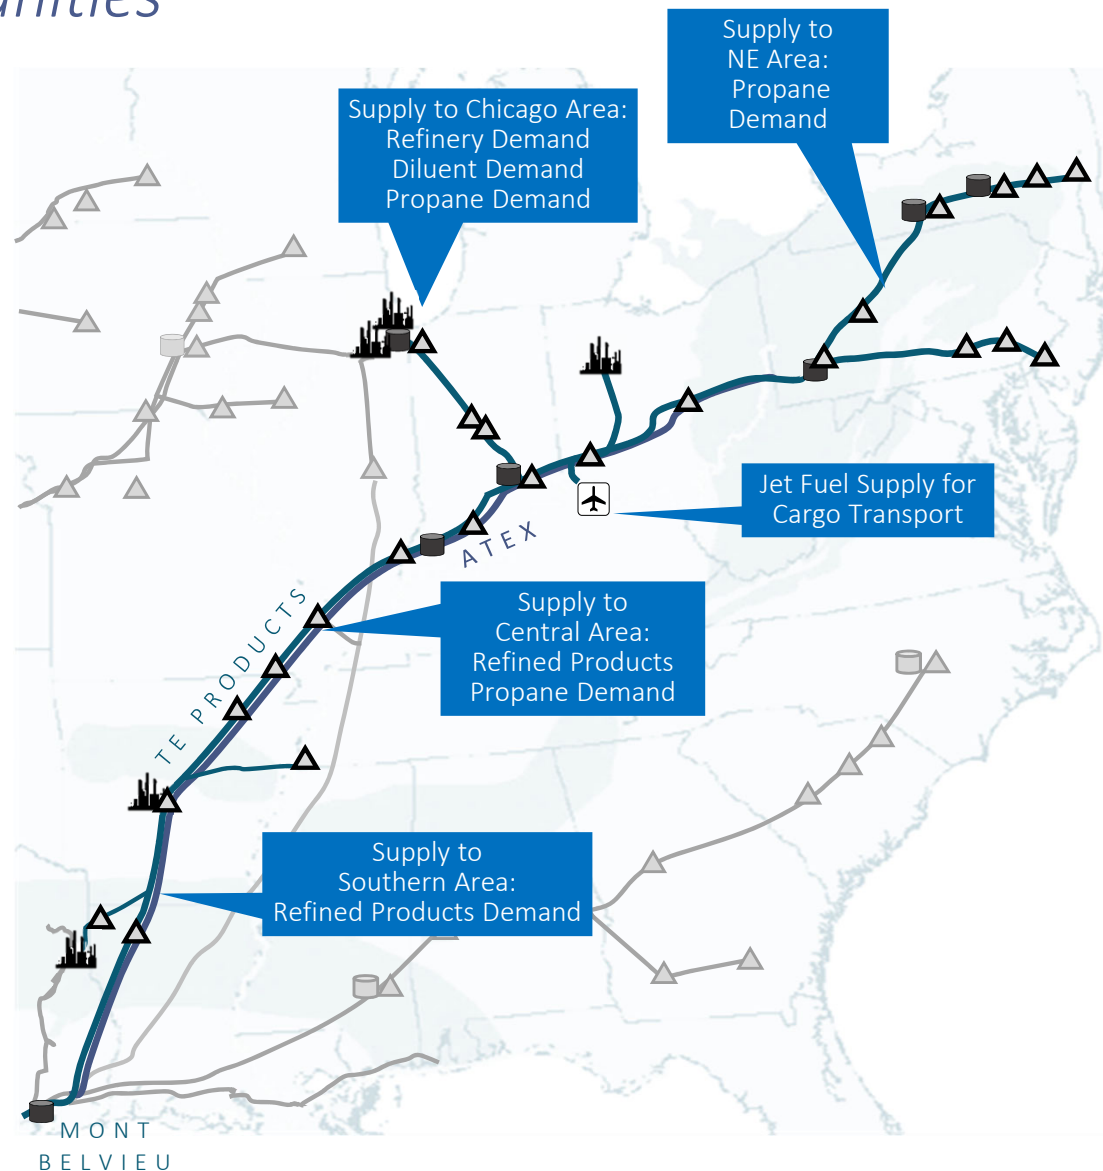 Supply to
NE Area:
Propane
Demand
Supply to Chicago Area:
Refinery Demand
Diluent Demand
Propane Demand
Jet Fuel Supply for
Cargo Transport
ATEX
Supply to
Central Area:
Refined Products
Propane Demand
TE PRODUCTS
Supply to
Southern Area:
Refined Products Demand
MONT
BELVIEU